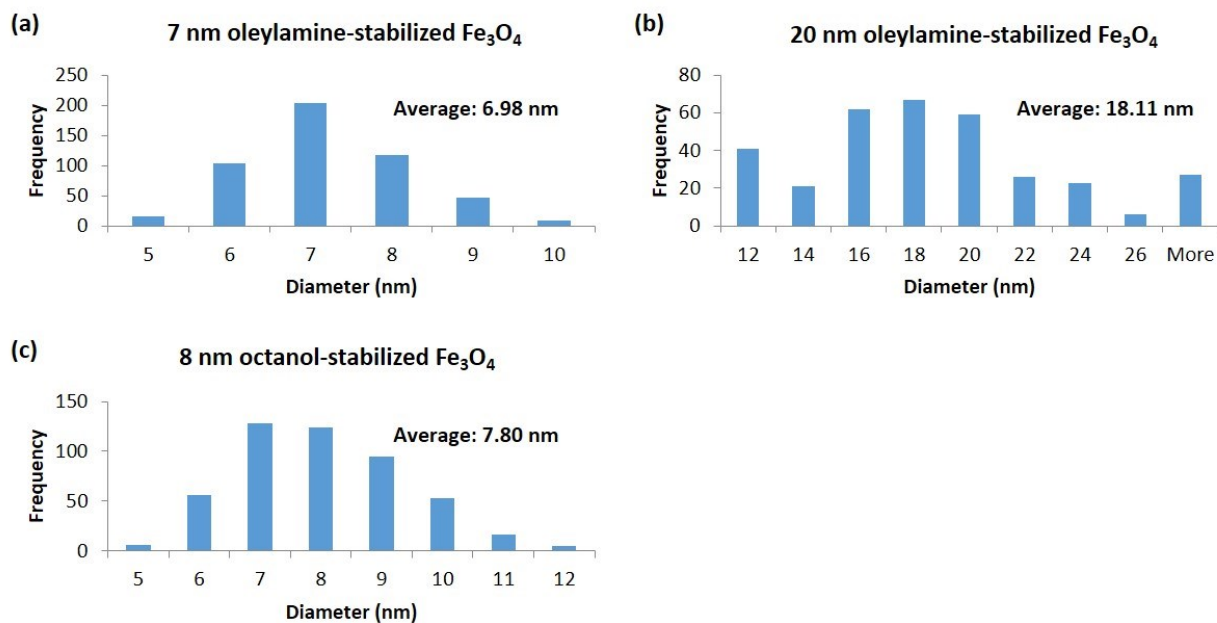 (a)
7 nm oleylamine-stabilized Fe₃O₄
250
200
150
100
50
0
Frequency
Average: 6.98 nm
5 6 7 8 9 10
Diameter (nm)
(b)
20 nm oleylamine-stabilized Fe₃O₄
80
60
40
20
0
Frequency
Average: 18.11 nm
12 14 16 18 20 22 24 26 More
Diameter (nm)
(c)
8 nm octanol-stabilized Fe₃O₄
150
100
50
0
Frequency
Average: 7.80 nm
5 6 7 8 9 10 11 12
Diameter (nm)